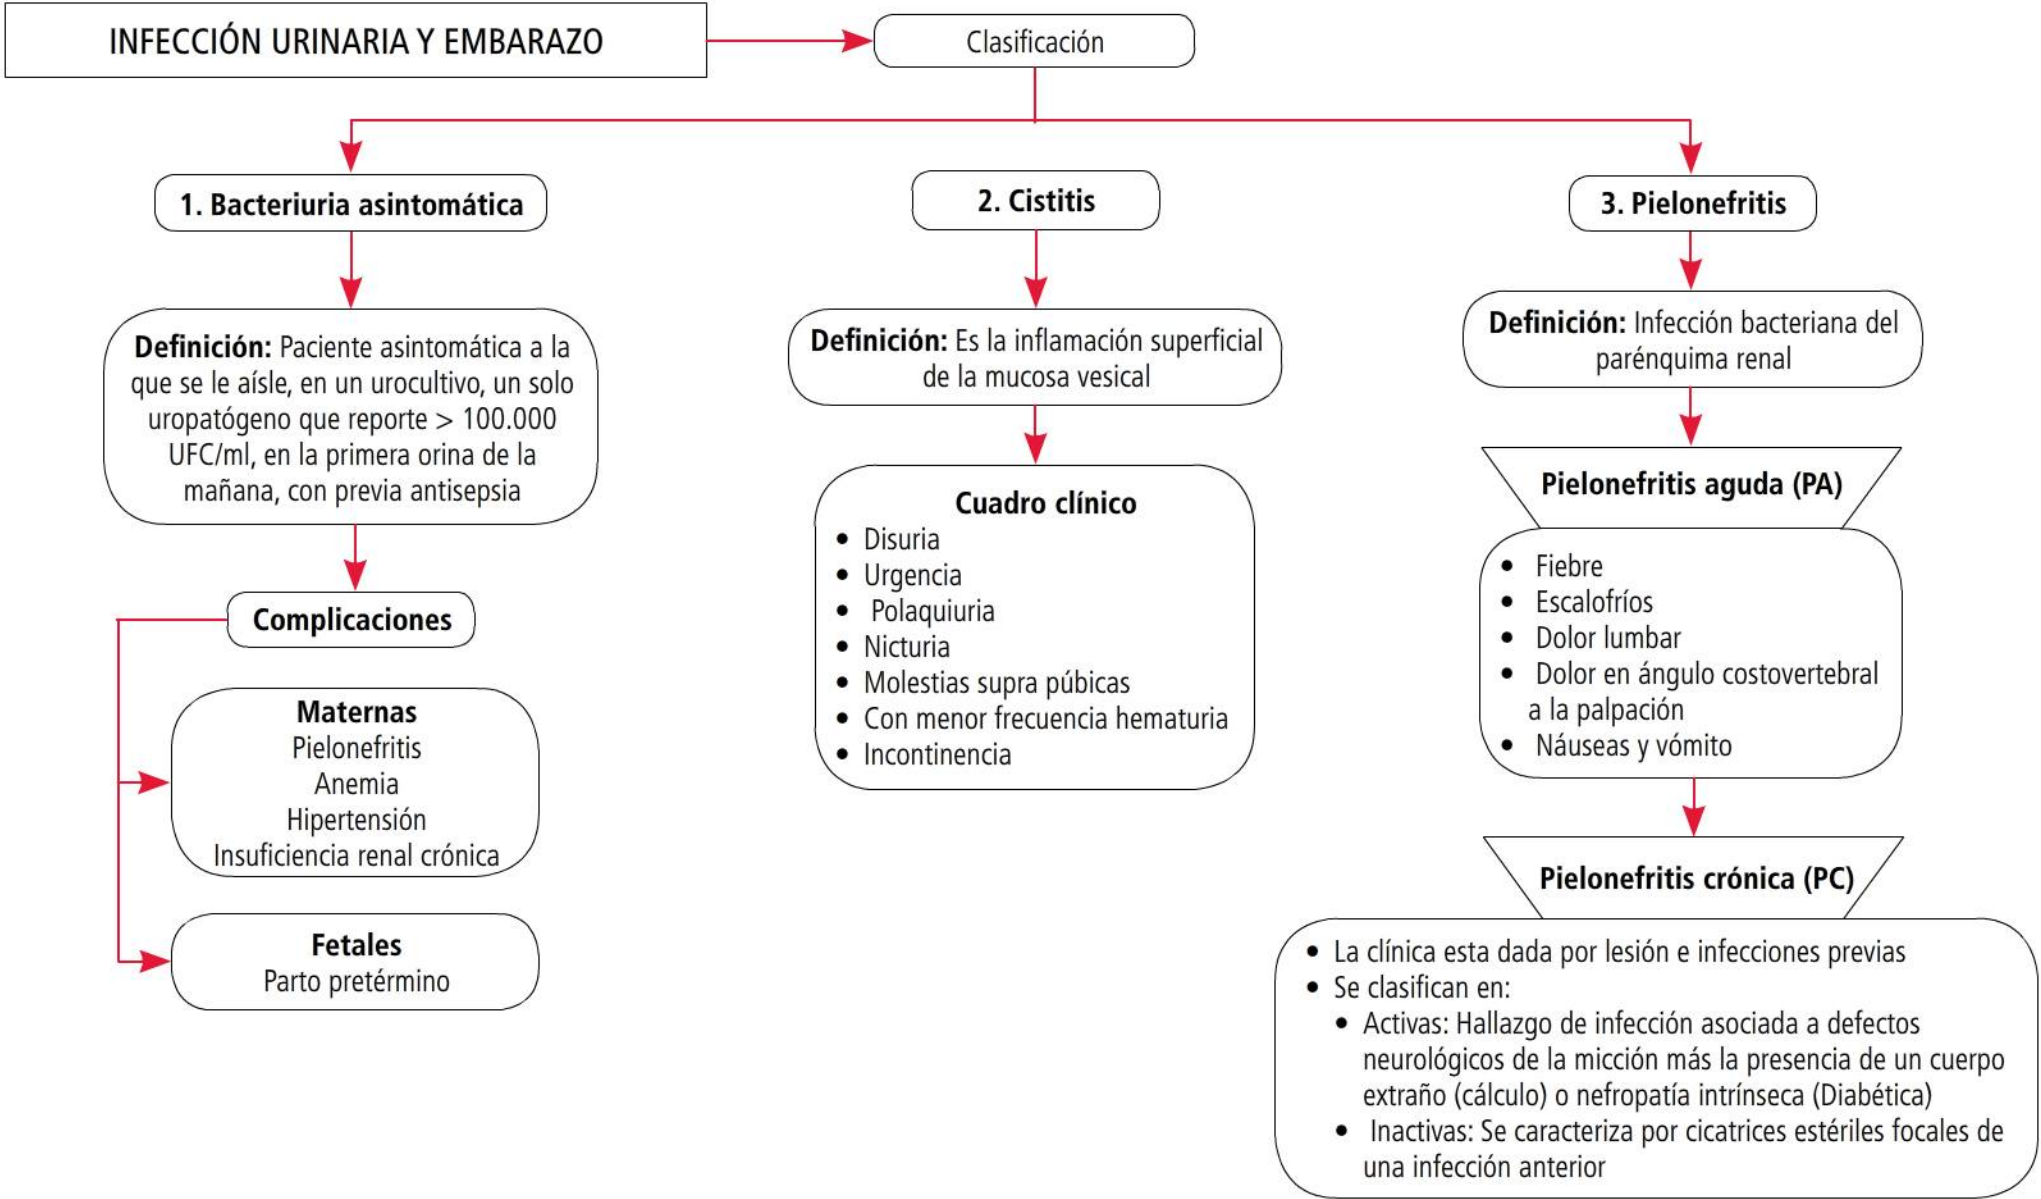 INFECCIÓN URINARIA Y EMBARAZO
Clasificación
1. Bacteriuria asintomática
Definición: Paciente asintomática a la
que se le aísle, en un urocultivo, un solo
uropatógeno que reporte > 100.000
UFC/ml, en la primera orina de la
mañana, con previa antisepsia
Complicaciones
Maternas
Pielonefritis
Anemia
Hipertensión
Insuficiencia renal crónica
Fetales
Parto pretérmino
2. Cistitis
Definición: Es la inflamación superficial
de la mucosa vesical
Cuadro clínico
• Disuria
• Urgencia
• Polaquiuria
• Nicturia
• Molestias supra púbicas
• Con menor frecuencia hematuria
• Incontinencia
3. Pielonefritis
Definición: Infección bacteriana del
parénquima renal
Pielonefritis aguda (PA)
• Fiebre
• Escalofríos
• Dolor lumbar
• Dolor en ángulo costovertebral
a la palpación
• Náuseas y vómito
Pielonefritis crónica (PC)
• La clínica esta dada por lesión e infecciones previas
• Se clasifican en:
• Activas: Hallazgo de infección asociada a defectos
neurológicos de la micción más la presencia de un cuerpo
extraño (cálculo) o nefropatía intrínseca (Diabética)
• Inactivas: Se caracteriza por cicatrices estériles focales de
una infección anterior